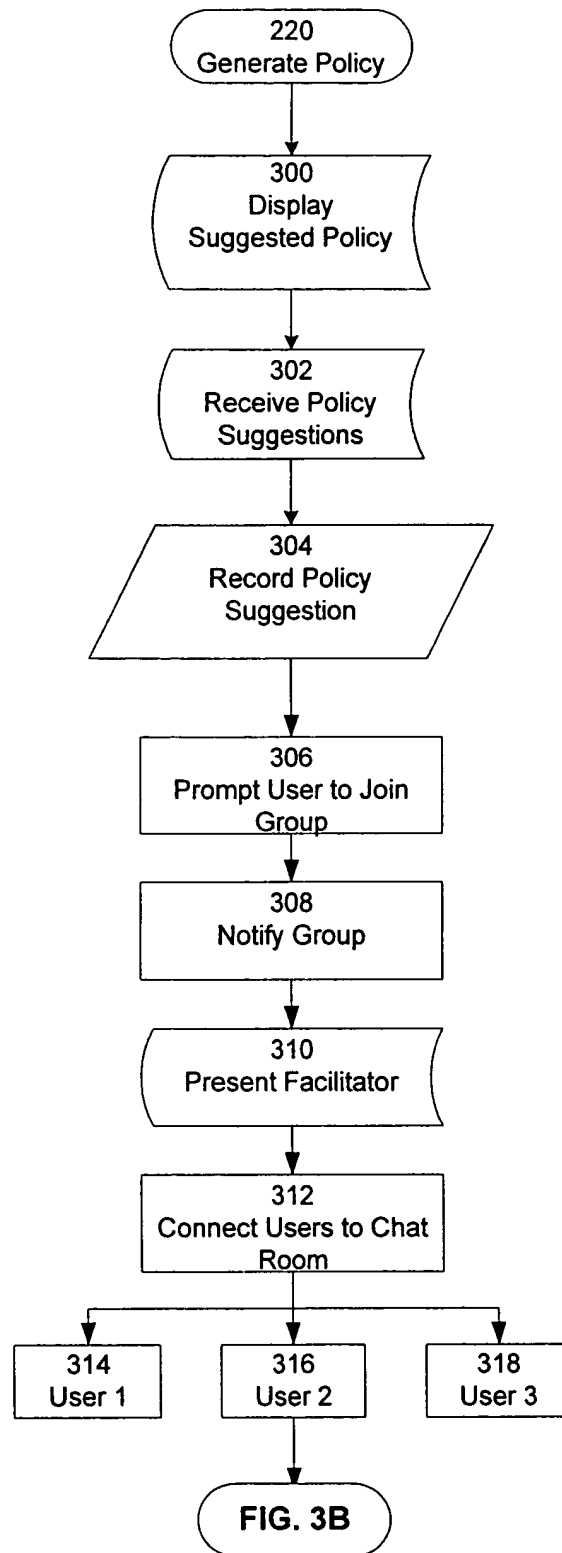 220
Generate Policy
300
Display
Suggested Policy
302
Receive Policy
Suggestions
304
Record Policy
Suggestion
306
Prompt User to Join
Group
308
Notify Group
310
Present Facilitator
312
Connect Users to Chat
Room
314
User 1
316
User 2
318
User 3
FIG. 3B